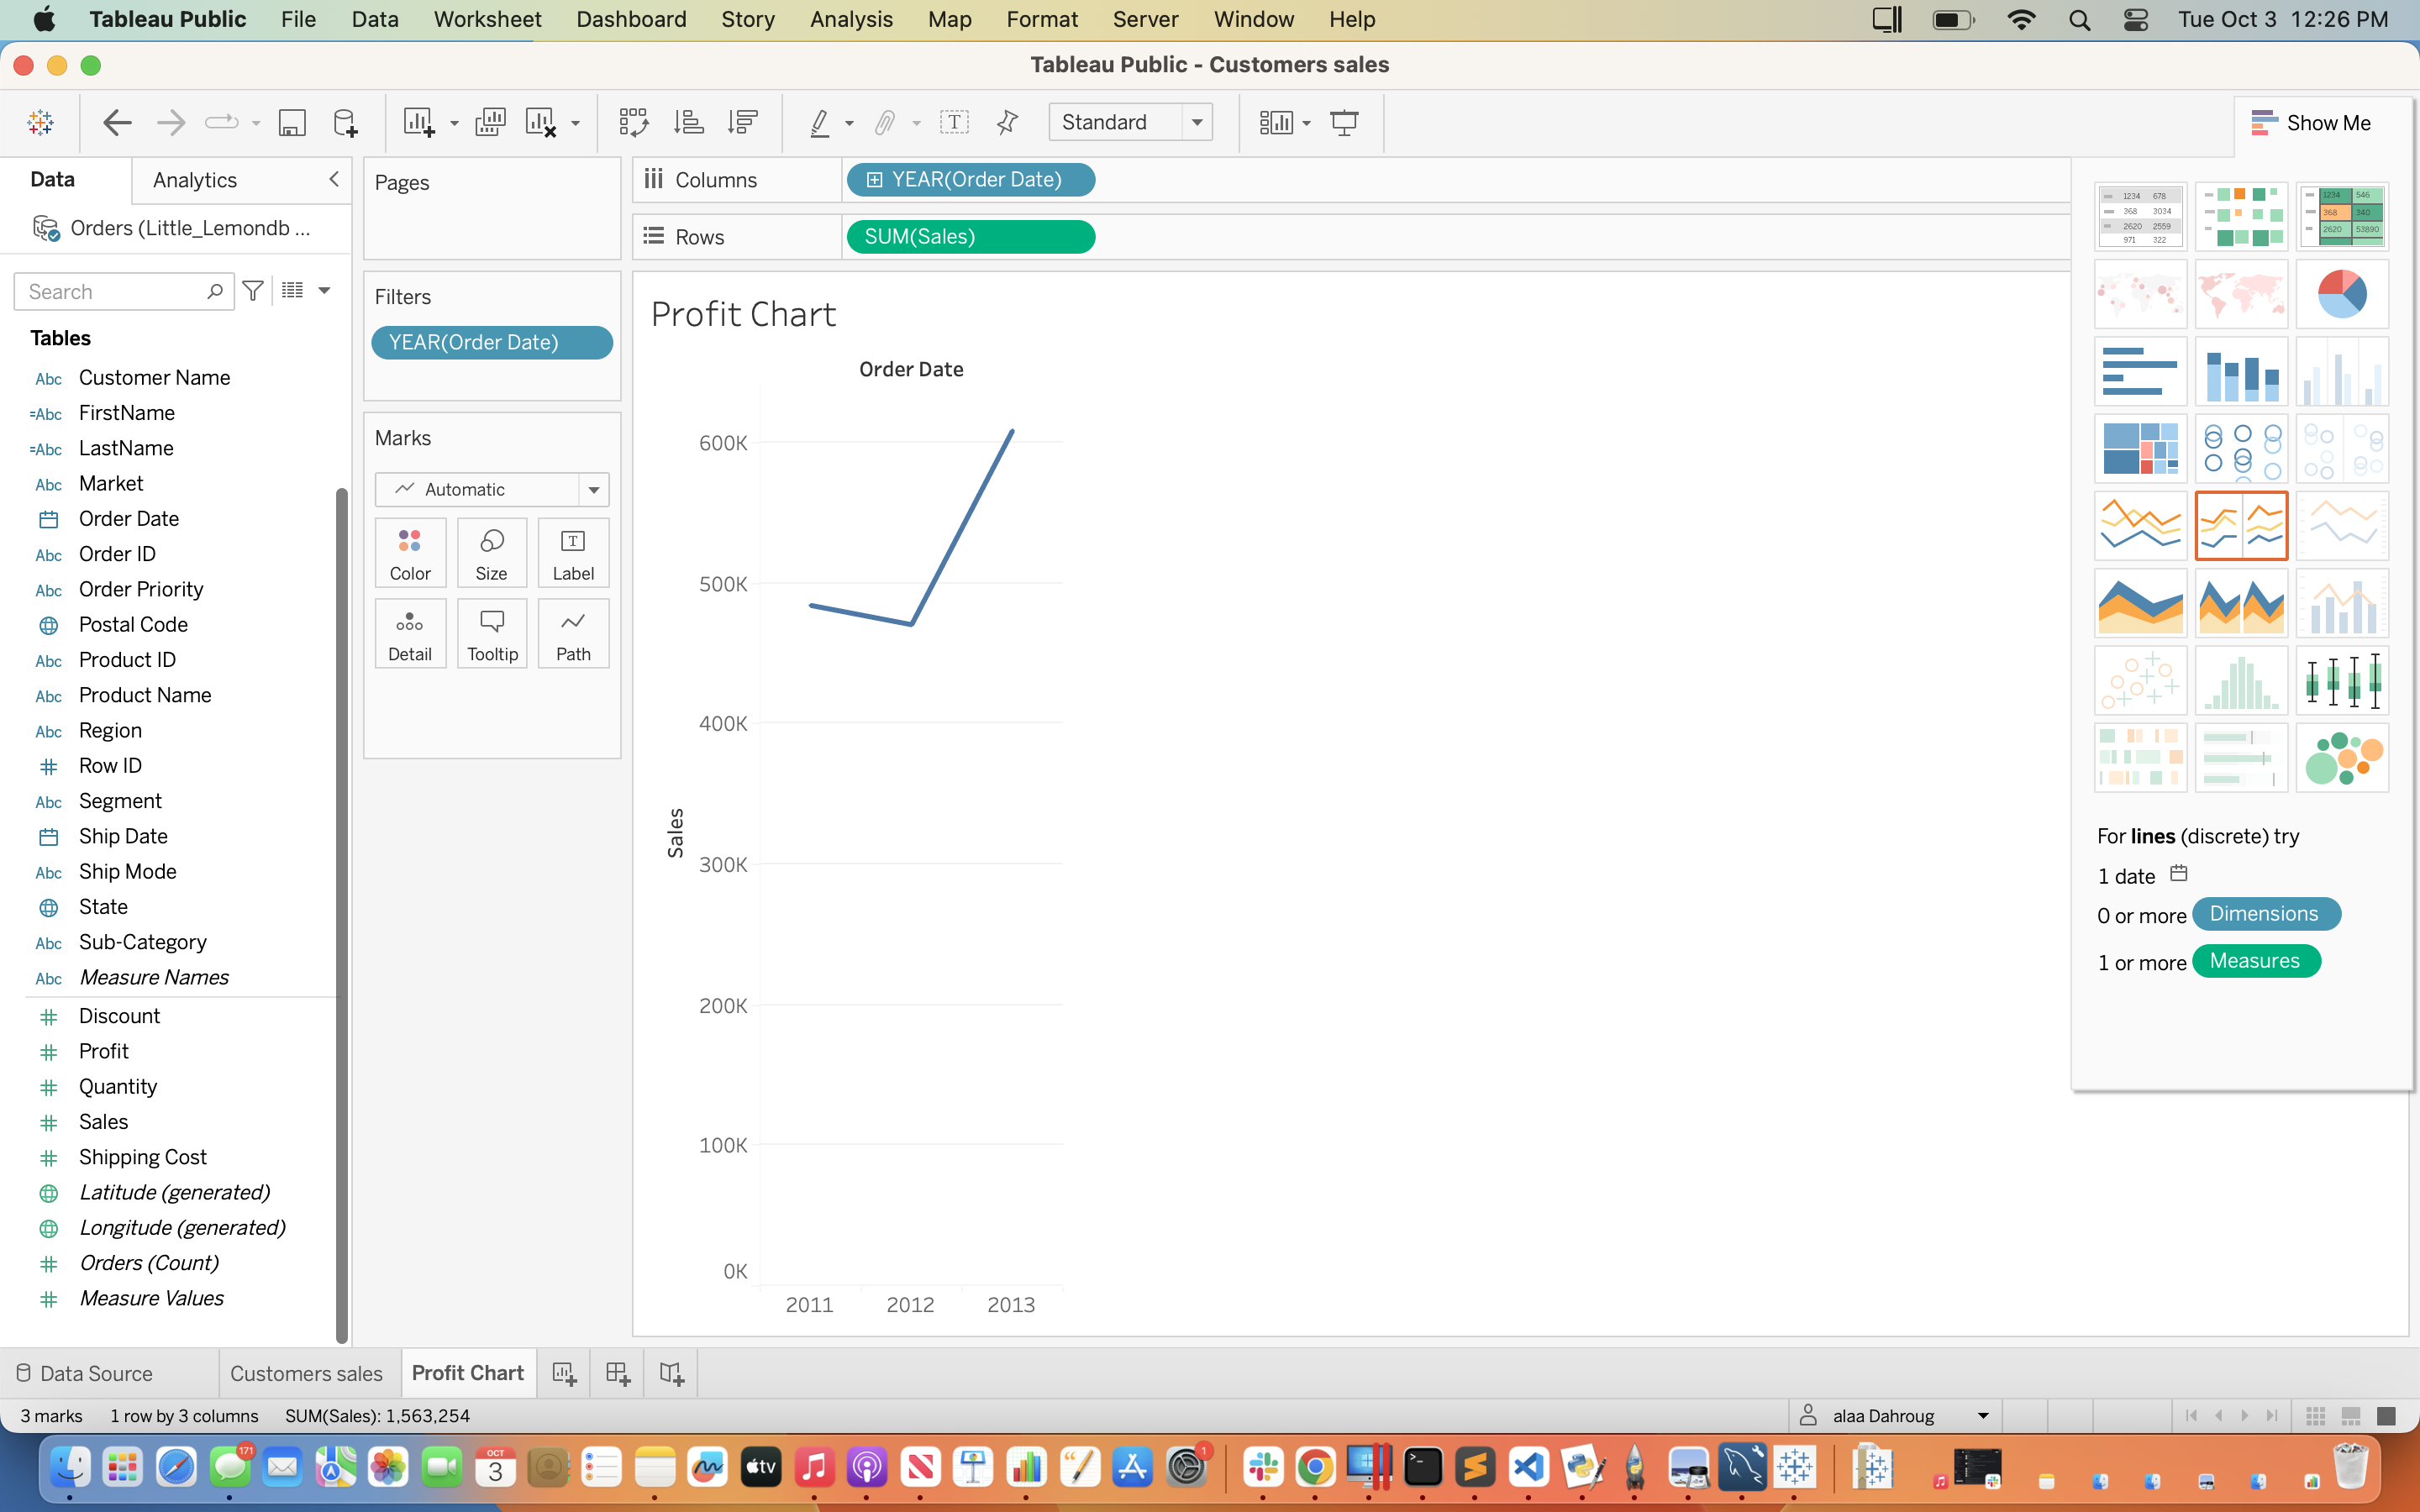 Tableau Public File Data Worksheet Dashboard Story Analysis Map Format Server Window Help Tue Oct 3 12:26 PM
Tableau Public - Customers sales
Standard
Show Me
Data Analytics
Pages
Columns YEAR(Order Date)
Orders (Little_Lemondb ...
Rows SUM(Sales)
Search
Filters
YEAR(Order Date)
Tables
Abc Customer Name
=Abc FirstName
=Abc LastName
Abc Market
Order Date
Abc Order ID
Abc Order Priority
Postal Code
Abc Product ID
Abc Product Name
Abc Region
Row ID
Abc Segment
Ship Date
Abc Ship Mode
State
Abc Sub-Category
Abc Measure Names
Discount
Profit
Quantity
Sales
Shipping Cost
Latitude (generated)
Longitude (generated)
Orders (Count)
Measure Values
Marks
Automatic
Color Size Label
Detail Tooltip Path
Profit Chart
Order Date
600K
500K
400K
300K
200K
100K
0K
Sales
2011 2012 2013
1234 678
368 3034
2620 2559
971 322
1234 546
368 340
2620 53890
For lines (discrete) try
1 date
0 or more Dimensions
1 or more Measures
Data Source Customers sales Profit Chart
3 marks 1 row by 3 columns SUM(Sales): 1,563,254
alaa Dahroug
171
OCT
3
tv
1